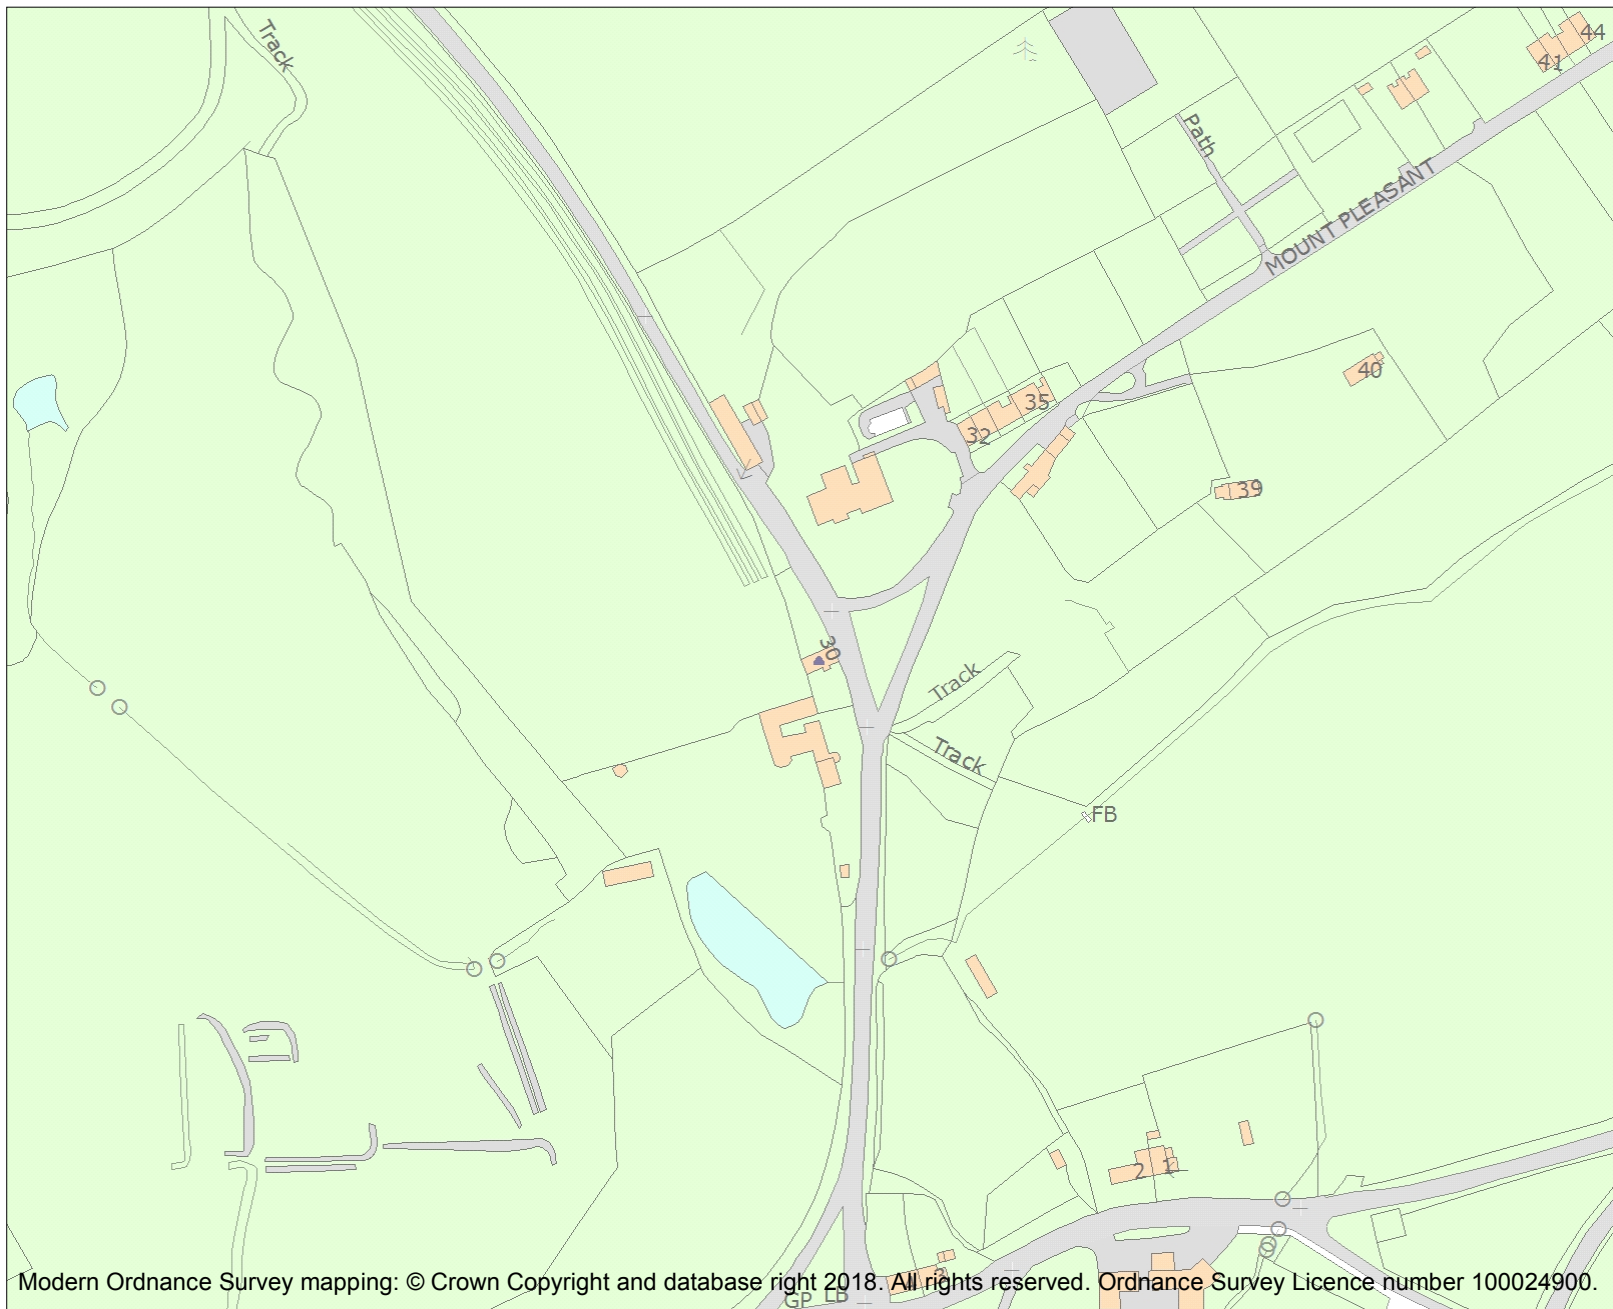 Track
44
41
Path
MOUNT PLEASANT
40
35
32
39
30
Track
Track
FB
2
1
3
GP
LB
Modern Ordnance Survey mapping: © Crown Copyright and database right 2018. All rights reserved. Ordnance Survey Licence number 100024900.